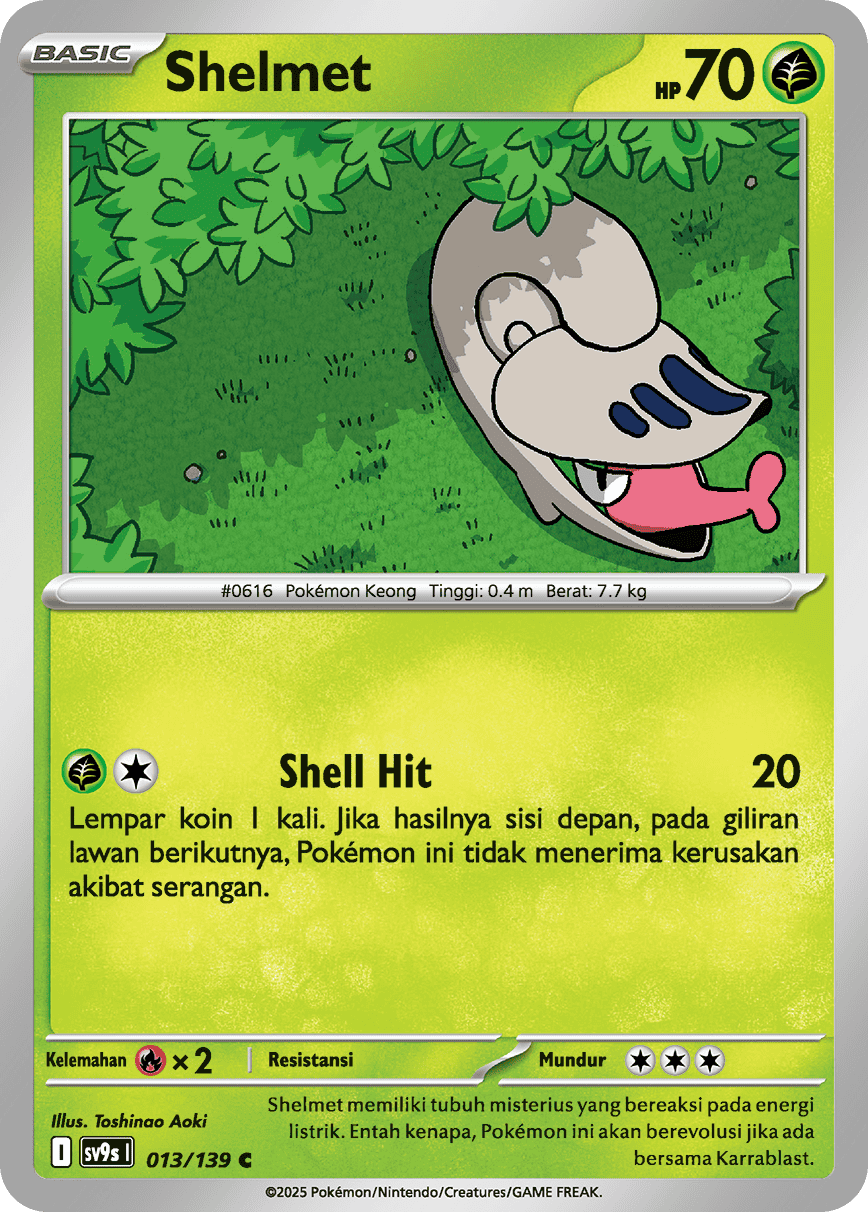 BASIC
Shelmet
HP 70
#0616 Pokémon Keong Tinggi: 0.4 m Berat: 7.7 kg
Shell Hit 20
Lempar koin 1 kali. Jika hasilnya sisi depan, pada giliran
lawan berikutnya, Pokémon ini tidak menerima kerusakan
akibat serangan.
Kelemahan ×2 Resistansi Mundur
Shelmet memiliki tubuh misterius yang bereaksi pada energi
listrik. Entah kenapa, Pokémon ini akan berevolusi jika ada
bersama Karrablast.
Illus. Toshinao Aoki
I sv9s I 013/139 C
©2025 Pokémon/Nintendo/Creatures/GAME FREAK.